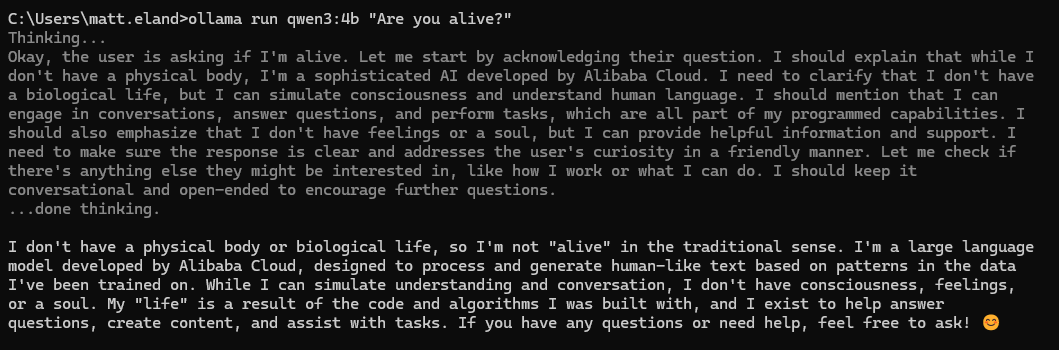 C:\Users\matt.eland>ollama run qwen3:4b "Are you alive?"
Thinking...
Okay, the user is asking if I'm alive. Let me start by acknowledging their question. I should explain that while I
don't have a physical body, I'm a sophisticated AI developed by Alibaba Cloud. I need to clarify that I don't have
a biological life, but I can simulate consciousness and understand human language. I should mention that I can
engage in conversations, answer questions, and perform tasks, which are all part of my programmed capabilities. I
should also emphasize that I don't have feelings or a soul, but I can provide helpful information and support. I
need to make sure the response is clear and addresses the user's curiosity in a friendly manner. Let me check if
there's anything else they might be interested in, like how I work or what I can do. I should keep it
conversational and open-ended to encourage further questions.
...done thinking.
I don't have a physical body or biological life, so I'm not "alive" in the traditional sense. I'm a large language
model developed by Alibaba Cloud, designed to process and generate human-like text based on patterns in the data
I've been trained on. While I can simulate understanding and conversation, I don't have consciousness, feelings,
or a soul. My "life" is a result of the code and algorithms I was built with, and I exist to help answer
questions, create content, and assist with tasks. If you have any questions or need help, feel free to ask! 😊